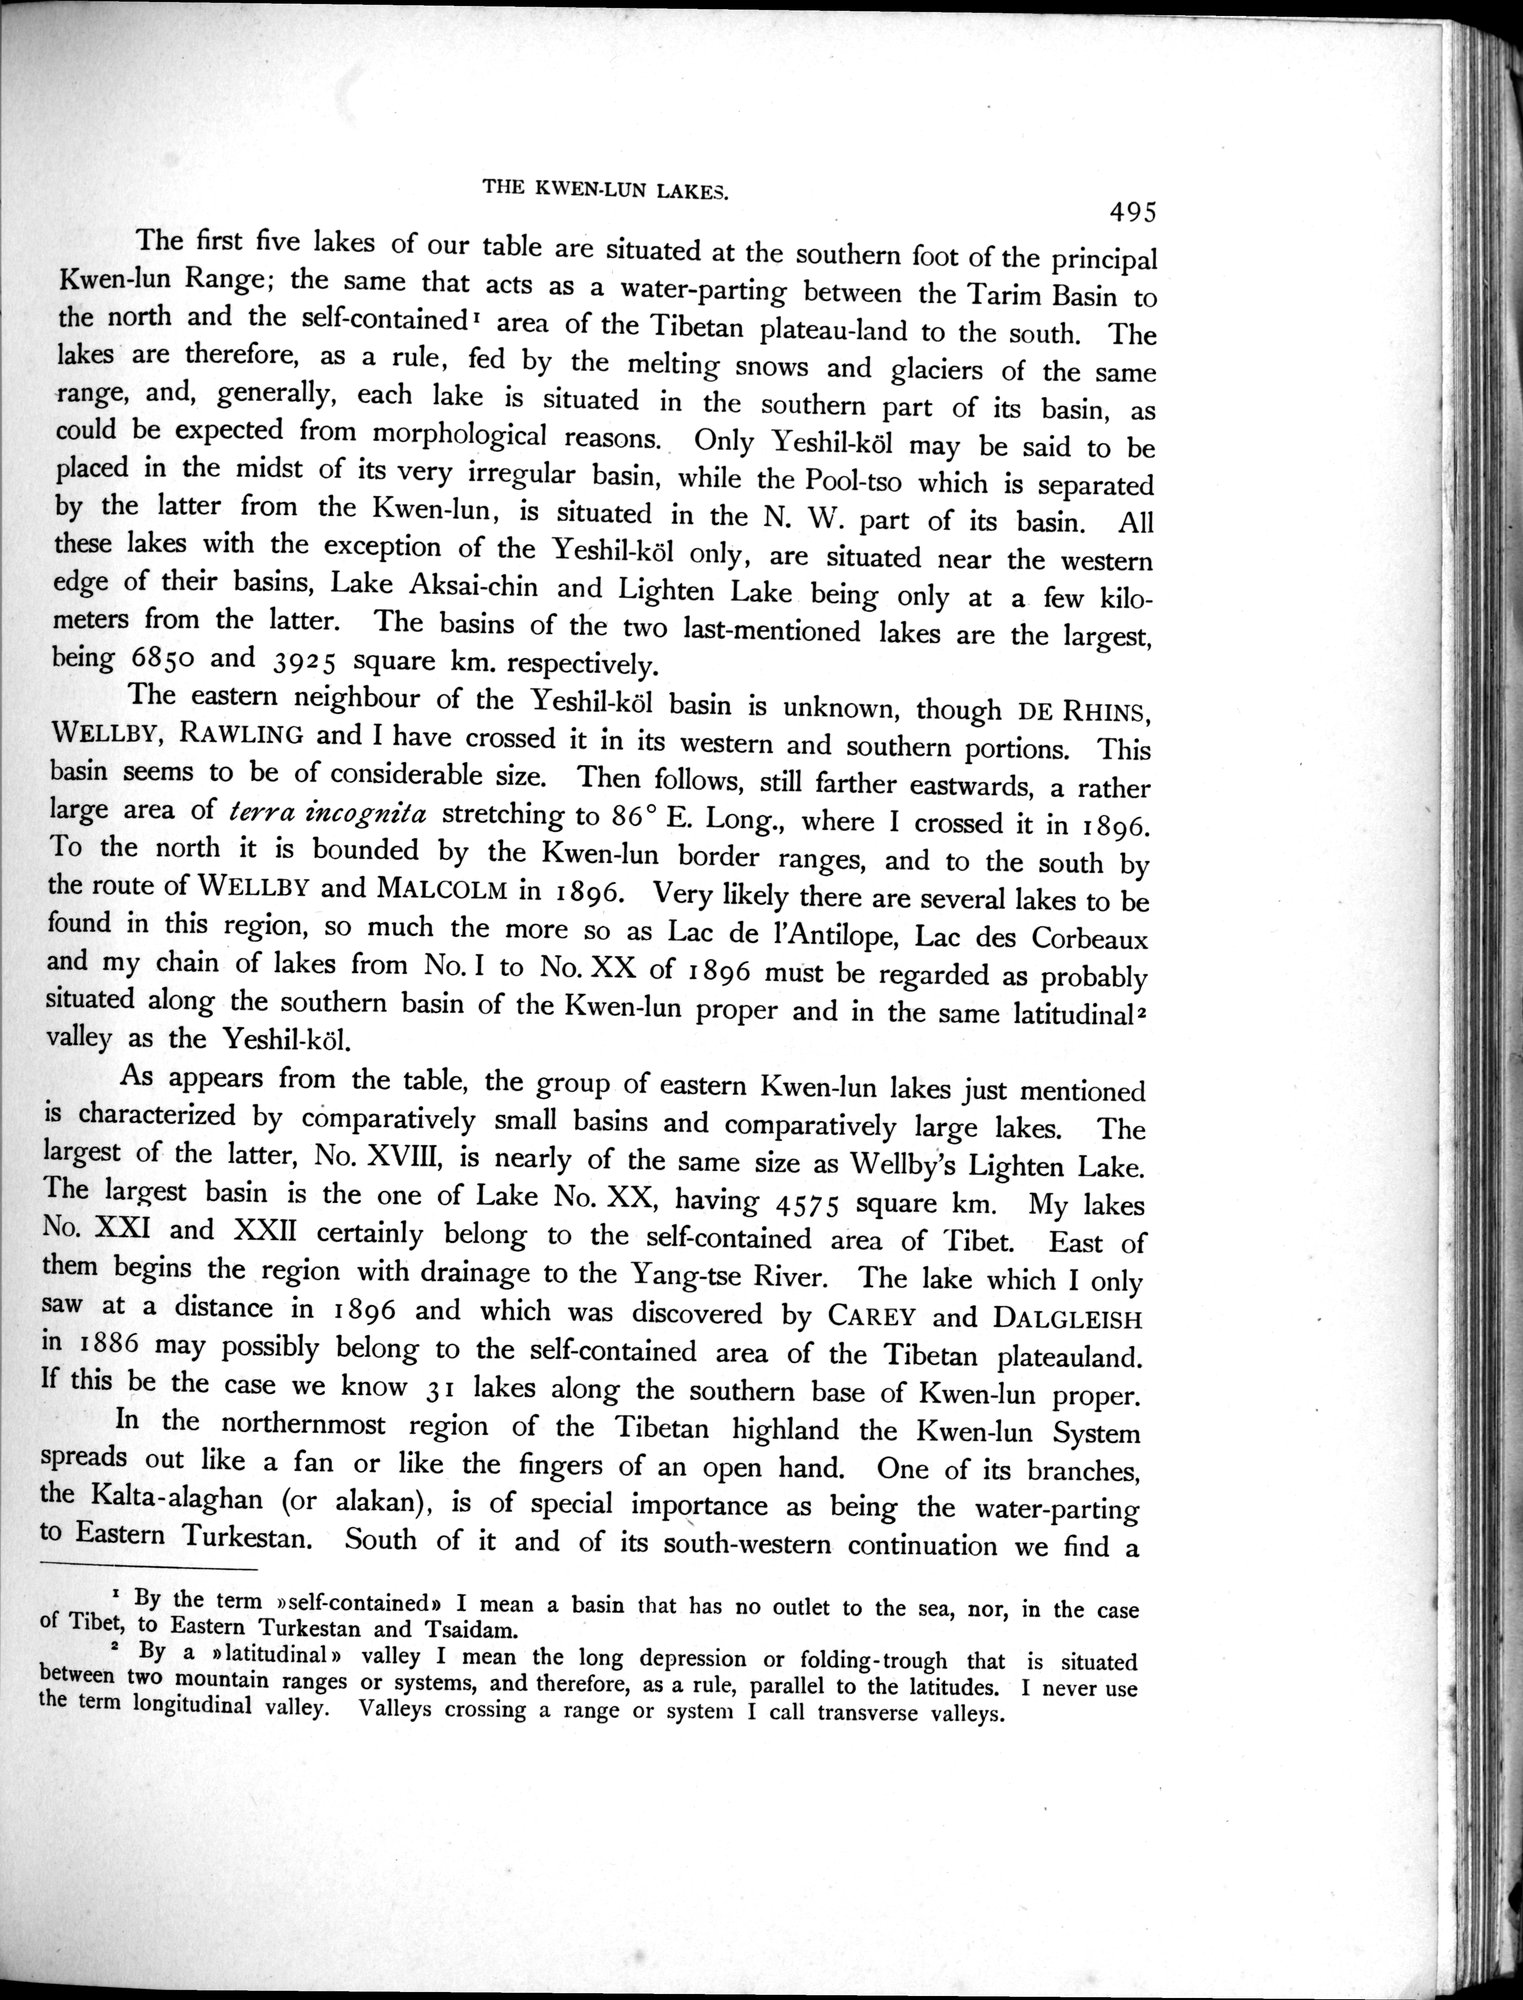 THE KWEN-LUN LAKES.
495
The first five lakes of our table are situated at the southern foot of the principal
Kwen-lun Range; the same that acts as a water-parting between the Tarim Basin to
the north and the self-contained¹ area of the Tibetan plateau-land to the south. The
lakes are therefore, as a rule, fed by the melting snows and glaciers of the same
range, and, generally, each lake is situated in the southern part of its basin, as
could be expected from morphological reasons. Only Yeshil-köl may be said to be
placed in the midst of its very irregular basin, while the Pool-tso which is separated
by the latter from the Kwen-lun, is situated in the N. W. part of its basin. All
these lakes with the exception of the Yeshil-köl only, are situated near the western
edge of their basins, Lake Aksai-chin and Lighten Lake being only at a few kilo-
meters from the latter. The basins of the two last-mentioned lakes are the largest,
being 6850 and 3925 square km. respectively.
The eastern neighbour of the Yeshil-köl basin is unknown, though DE RHINS,
WELLBY, RAWLING and I have crossed it in its western and southern portions. This
basin seems to be of considerable size. Then follows, still farther eastwards, a rather
large area of terra incognita stretching to 86° E. Long., where I crossed it in 1896.
To the north it is bounded by the Kwen-lun border ranges, and to the south by
the route of WELLBY and MALCOLM in 1896. Very likely there are several lakes to be
found in this region, so much the more so as Lac de l'Antilope, Lac des Corbeaux
and my chain of lakes from No. I to No. XX of 1896 must be regarded as probably
situated along the southern basin of the Kwen-lun proper and in the same latitudinal²
valley as the Yeshil-köl.
As appears from the table, the group of eastern Kwen-lun lakes just mentioned
is characterized by comparatively small basins and comparatively large lakes. The
largest of the latter, No. XVIII, is nearly of the same size as Wellby's Lighten Lake.
The largest basin is the one of Lake No. XX, having 4575 square km. My lakes
No. XXI and XXII certainly belong to the self-contained area of Tibet. East of
them begins the region with drainage to the Yang-tse River. The lake which I only
saw at a distance in 1896 and which was discovered by CAREY and DALGLEISH
in 1886 may possibly belong to the self-contained area of the Tibetan plateauland.
If this be the case we know 31 lakes along the southern base of Kwen-lun proper.
In the northernmost region of the Tibetan highland the Kwen-lun System
spreads out like a fan or like the fingers of an open hand. One of its branches,
the Kalta-alaghan (or alakan), is of special importance as being the water-parting
to Eastern Turkestan. South of it and of its south-western continuation we find a
¹ By the term »self-contained» I mean a basin that has no outlet to the sea, nor, in the case
of Tibet, to Eastern Turkestan and Tsaidam.
² By a »latitudinal» valley I mean the long depression or folding-trough that is situated
between two mountain ranges or systems, and therefore, as a rule, parallel to the latitudes. I never use
the term longitudinal valley. Valleys crossing a range or system I call transverse valleys.